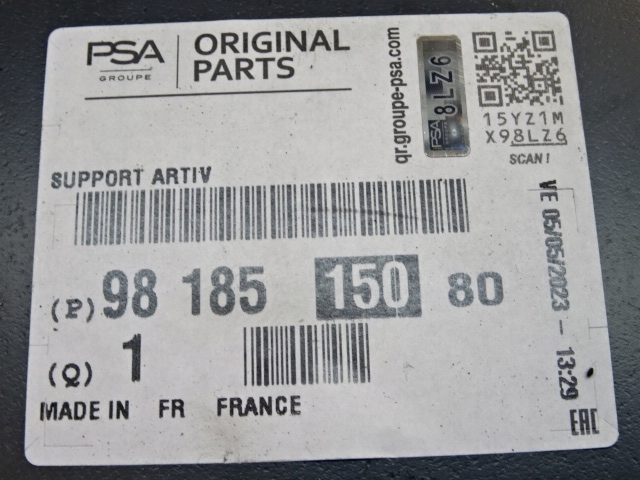 PSA
GROUPE
ORIGINAL
PARTS
qr.groupe-psa.com
PSA 8LZ6
15YZ1M
X98LZ6
SCAN!
SUPPORT ARTIV
(P) 98 185 150 80
(Q) 1
MADE IN FR FRANCE
VE 05/05/2023 - 13:29
EAC